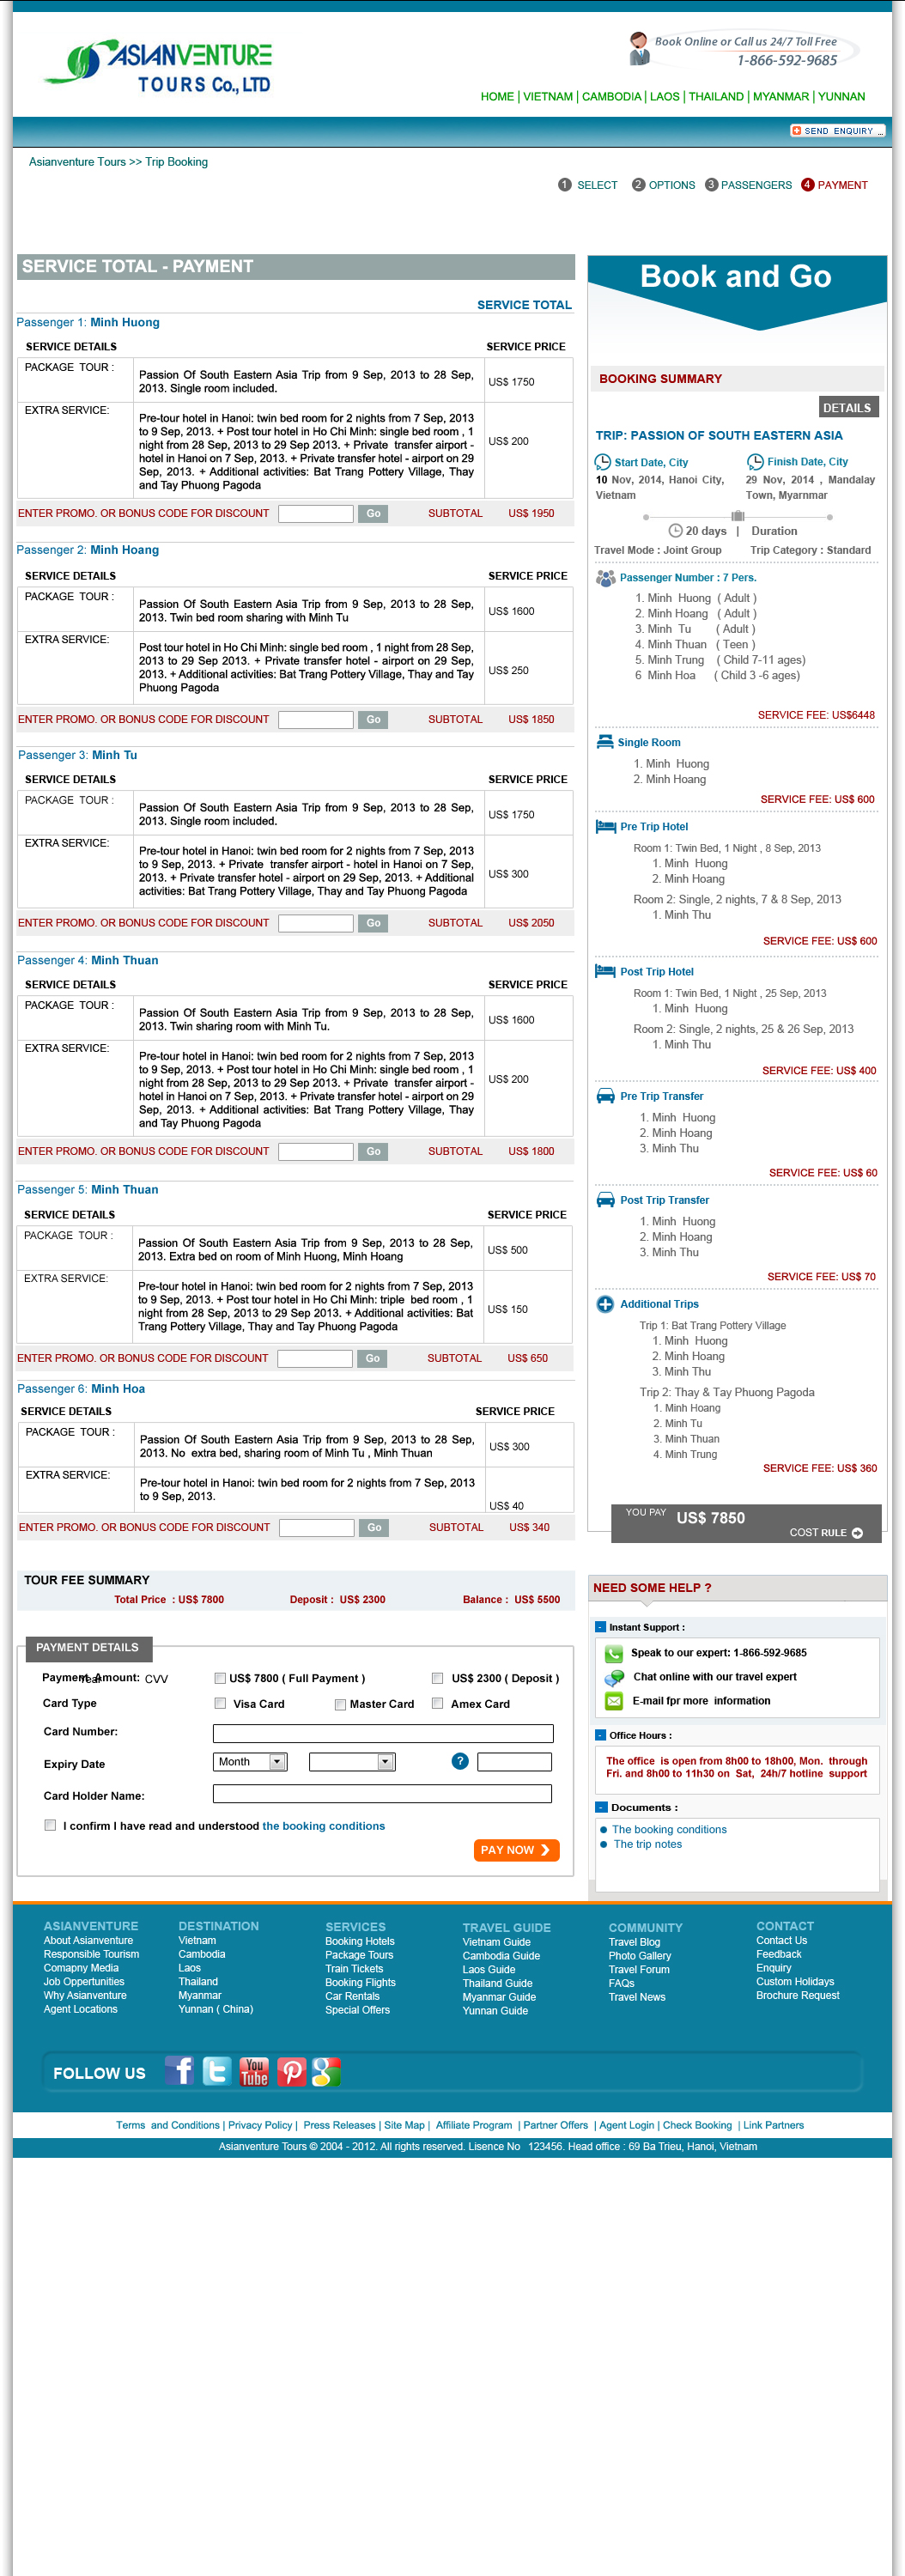 ASIANVENTURE
TOURS Co., LTD
Book Online or Call us 24/7 Toll Free
1-866-592-9685
HOME | VIETNAM | CAMBODIA | LAOS | THAILAND | MYANMAR | YUNNAN
SEND ENQUIRY ...
Asianventure Tours >> Trip Booking
1 SELECT 2 OPTIONS 3 PASSENGERS 4 PAYMENT
SERVICE TOTAL - PAYMENT
SERVICE TOTAL
Passenger 1: Minh Huong
SERVICE DETAILS SERVICE PRICE
PACKAGE TOUR :
Passion Of South Eastern Asia Trip from 9 Sep, 2013 to 28 Sep,
2013. Single room included.
US$ 1750
EXTRA SERVICE:
Pre-tour hotel in Hanoi: twin bed room for 2 nights from 7 Sep, 2013
to 9 Sep, 2013. + Post tour hotel in Ho Chi Minh: single bed room , 1
night from 28 Sep, 2013 to 29 Sep 2013. + Private transfer airport -
hotel in Hanoi on 7 Sep, 2013. + Private transfer hotel - airport on 29
Sep, 2013. + Additional activities: Bat Trang Pottery Village, Thay
and Tay Phuong Pagoda
US$ 200
ENTER PROMO. OR BONUS CODE FOR DISCOUNT Go SUBTOTAL US$ 1950
Passenger 2: Minh Hoang
SERVICE DETAILS SERVICE PRICE
PACKAGE TOUR :
Passion Of South Eastern Asia Trip from 9 Sep, 2013 to 28 Sep,
2013. Twin bed room sharing with Minh Tu
US$ 1600
EXTRA SERVICE:
Post tour hotel in Ho Chi Minh: single bed room , 1 night from 28 Sep,
2013 to 29 Sep 2013. + Private transfer hotel - airport on 29 Sep,
2013. + Additional activities: Bat Trang Pottery Village, Thay and Tay
Phuong Pagoda
US$ 250
ENTER PROMO. OR BONUS CODE FOR DISCOUNT Go SUBTOTAL US$ 1850
Passenger 3: Minh Tu
SERVICE DETAILS SERVICE PRICE
PACKAGE TOUR :
Passion Of South Eastern Asia Trip from 9 Sep, 2013 to 28 Sep,
2013. Single room included.
US$ 1750
EXTRA SERVICE:
Pre-tour hotel in Hanoi: twin bed room for 2 nights from 7 Sep, 2013
to 9 Sep, 2013. + Private transfer airport - hotel in Hanoi on 7 Sep,
2013. + Private transfer hotel - airport on 29 Sep, 2013. + Additional
activities: Bat Trang Pottery Village, Thay and Tay Phuong Pagoda
US$ 300
ENTER PROMO. OR BONUS CODE FOR DISCOUNT Go SUBTOTAL US$ 2050
Passenger 4: Minh Thuan
SERVICE DETAILS SERVICE PRICE
PACKAGE TOUR :
Passion Of South Eastern Asia Trip from 9 Sep, 2013 to 28 Sep,
2013. Twin sharing room with Minh Tu.
US$ 1600
EXTRA SERVICE:
Pre-tour hotel in Hanoi: twin bed room for 2 nights from 7 Sep, 2013
to 9 Sep, 2013. + Post tour hotel in Ho Chi Minh: single bed room , 1
night from 28 Sep, 2013 to 29 Sep 2013. + Private transfer airport -
hotel in Hanoi on 7 Sep, 2013. + Private transfer hotel - airport on 29
Sep, 2013. + Additional activities: Bat Trang Pottery Village, Thay
and Tay Phuong Pagoda
US$ 200
ENTER PROMO. OR BONUS CODE FOR DISCOUNT Go SUBTOTAL US$ 1800
Passenger 5: Minh Thuan
SERVICE DETAILS SERVICE PRICE
PACKAGE TOUR :
Passion Of South Eastern Asia Trip from 9 Sep, 2013 to 28 Sep,
2013. Extra bed on room of Minh Huong, Minh Hoang
US$ 500
EXTRA SERVICE:
Pre-tour hotel in Hanoi: twin bed room for 2 nights from 7 Sep, 2013
to 9 Sep, 2013. + Post tour hotel in Ho Chi Minh: triple bed room , 1
night from 28 Sep, 2013 to 29 Sep 2013. + Additional activities: Bat
Trang Pottery Village, Thay and Tay Phuong Pagoda
US$ 150
ENTER PROMO. OR BONUS CODE FOR DISCOUNT Go SUBTOTAL US$ 650
Passenger 6: Minh Hoa
SERVICE DETAILS SERVICE PRICE
PACKAGE TOUR :
Passion Of South Eastern Asia Trip from 9 Sep, 2013 to 28 Sep,
2013. No extra bed, sharing room of Minh Tu , Minh Thuan
US$ 300
EXTRA SERVICE:
Pre-tour hotel in Hanoi: twin bed room for 2 nights from 7 Sep, 2013
to 9 Sep, 2013.
US$ 40
ENTER PROMO. OR BONUS CODE FOR DISCOUNT Go SUBTOTAL US$ 340
TOUR FEE SUMMARY
Total Price : US$ 7800 Deposit : US$ 2300 Balance : US$ 5500
PAYMENT DETAILS
Payment Amount: Year CVV US$ 7800 ( Full Payment ) US$ 2300 ( Deposit )
Card Type Visa Card Master Card Amex Card
Card Number:
Expiry Date Month ?
Card Holder Name:
I confirm I have read and understood the booking conditions
PAY NOW
Book and Go
BOOKING SUMMARY
DETAILS
TRIP: PASSION OF SOUTH EASTERN ASIA
Start Date, City
10 Nov, 2014, Hanoi City,
Vietnam
Finish Date, City
29 Nov, 2014 , Mandalay
Town, Myarnmar
20 days | Duration
Travel Mode : Joint Group Trip Category : Standard
Passenger Number : 7 Pers.
1. Minh Huong ( Adult )
2. Minh Hoang ( Adult )
3. Minh Tu ( Adult )
4. Minh Thuan ( Teen )
5. Minh Trung ( Child 7-11 ages)
6 Minh Hoa ( Child 3 -6 ages)
SERVICE FEE: US$6448
Single Room
1. Minh Huong
2. Minh Hoang
SERVICE FEE: US$ 600
Pre Trip Hotel
Room 1: Twin Bed, 1 Night , 8 Sep, 2013
1. Minh Huong
2. Minh Hoang
Room 2: Single, 2 nights, 7 & 8 Sep, 2013
1. Minh Thu
SERVICE FEE: US$ 600
Post Trip Hotel
Room 1: Twin Bed, 1 Night , 25 Sep, 2013
1. Minh Huong
Room 2: Single, 2 nights, 25 & 26 Sep, 2013
1. Minh Thu
SERVICE FEE: US$ 400
Pre Trip Transfer
1. Minh Huong
2. Minh Hoang
3. Minh Thu
SERVICE FEE: US$ 60
Post Trip Transfer
1. Minh Huong
2. Minh Hoang
3. Minh Thu
SERVICE FEE: US$ 70
Additional Trips
Trip 1: Bat Trang Pottery Village
1. Minh Huong
2. Minh Hoang
3. Minh Thu
Trip 2: Thay & Tay Phuong Pagoda
1. Minh Hoang
2. Minh Tu
3. Minh Thuan
4. Minh Trung
SERVICE FEE: US$ 360
YOU PAY US$ 7850
COST RULE
NEED SOME HELP ?
- Instant Support :
Speak to our expert: 1-866-592-9685
Chat online with our travel expert
E-mail fpr more information
- Office Hours :
The office is open from 8h00 to 18h00, Mon. through
Fri. and 8h00 to 11h30 on Sat, 24h/7 hotline support
- Documents :
The booking conditions
The trip notes
ASIANVENTURE
About Asianventure
Responsible Tourism
Comapny Media
Job Oppertunities
Why Asianventure
Agent Locations
DESTINATION
Vietnam
Cambodia
Laos
Thailand
Myanmar
Yunnan ( China)
SERVICES
Booking Hotels
Package Tours
Train Tickets
Booking Flights
Car Rentals
Special Offers
TRAVEL GUIDE
Vietnam Guide
Cambodia Guide
Laos Guide
Thailand Guide
Myanmar Guide
Yunnan Guide
COMMUNITY
Travel Blog
Photo Gallery
Travel Forum
FAQs
Travel News
CONTACT
Contact Us
Feedback
Enquiry
Custom Holidays
Brochure Request
FOLLOW US f t You Tube P g
Terms and Conditions | Privacy Policy | Press Releases | Site Map | Affiliate Program | Partner Offers | Agent Login | Check Booking | Link Partners
Asianventure Tours © 2004 - 2012. All rights reserved. Lisence No 123456. Head office : 69 Ba Trieu, Hanoi, Vietnam